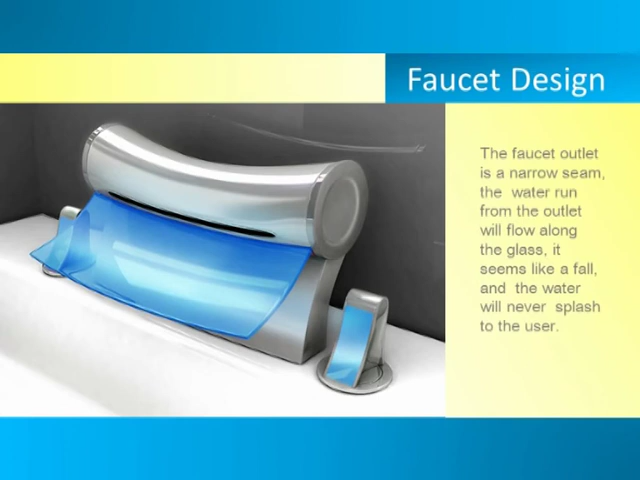 Faucet Design
The faucet outlet
is a narrow seam,
the  water run
from the outlet
will flow along
the glass, it
seems like a fall,
and  the water
will never  splash
to the user.